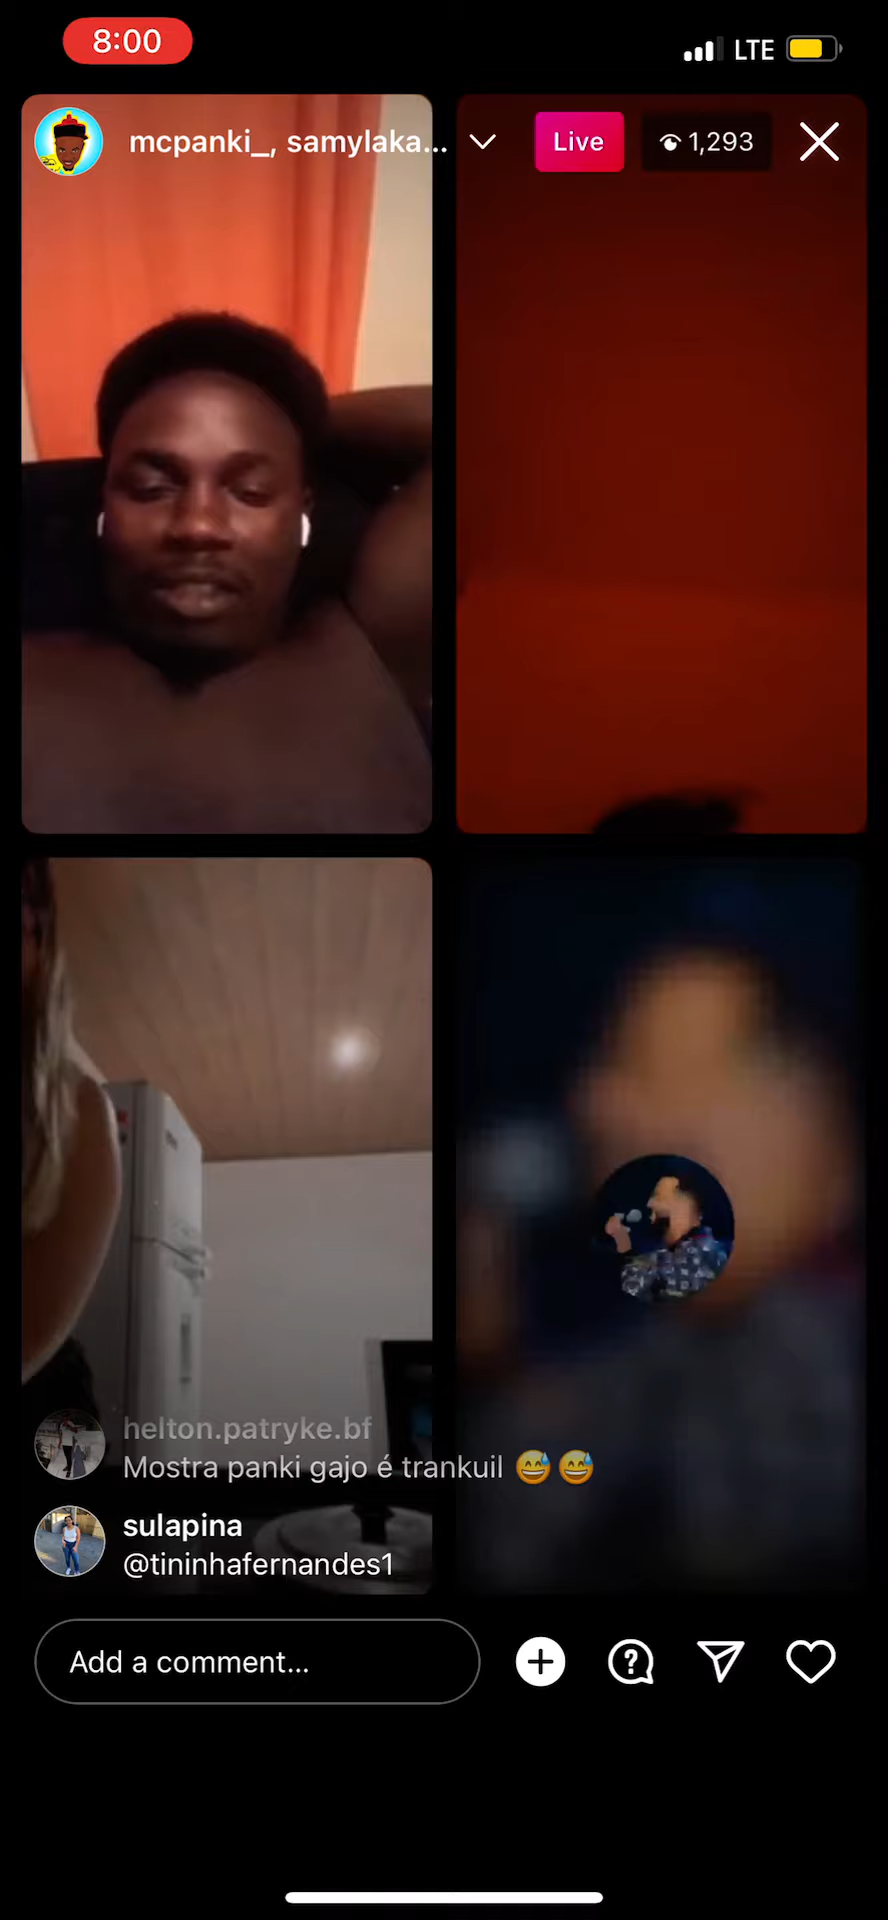 8:00
LTE
mcpanki_, samylaka...
Live
1,293
helton.patryke.bf
Mostra panki gajo é trankuil 😅😅
sulapina
@tininhafernandes1
Add a comment...